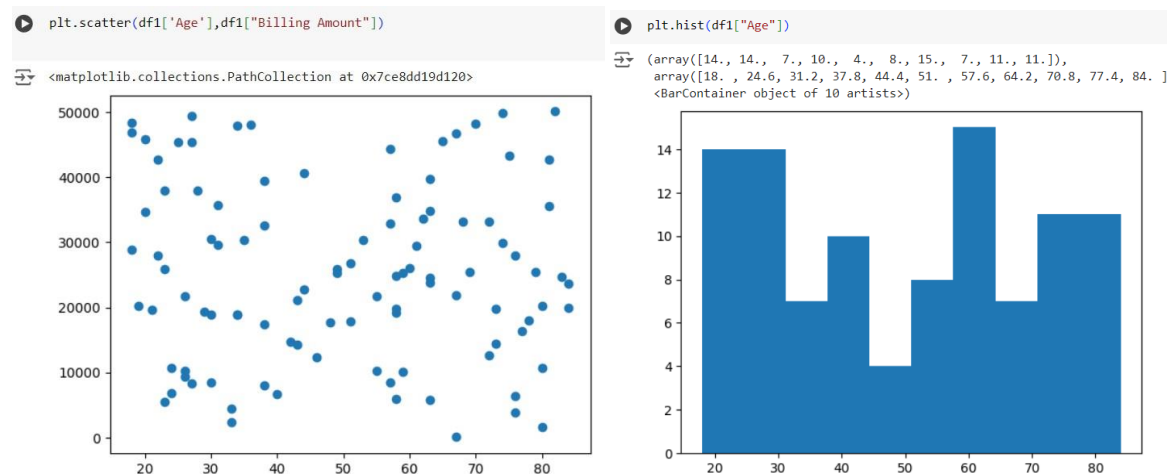 plt.scatter(df1['Age'],df1["Billing Amount"])
<matplotlib.collections.PathCollection at 0x7ce8dd19d120>
50000
40000
30000
20000
10000
0
20 30 40 50 60 70 80
plt.hist(df1["Age"])
(array([14., 14., 7., 10., 4., 8., 15., 7., 11., 11.]),
array([18. , 24.6, 31.2, 37.8, 44.4, 51. , 57.6, 64.2, 70.8, 77.4, 84. ]
<BarContainer object of 10 artists>)
14
12
10
8
6
4
2
0
20 30 40 50 60 70 80